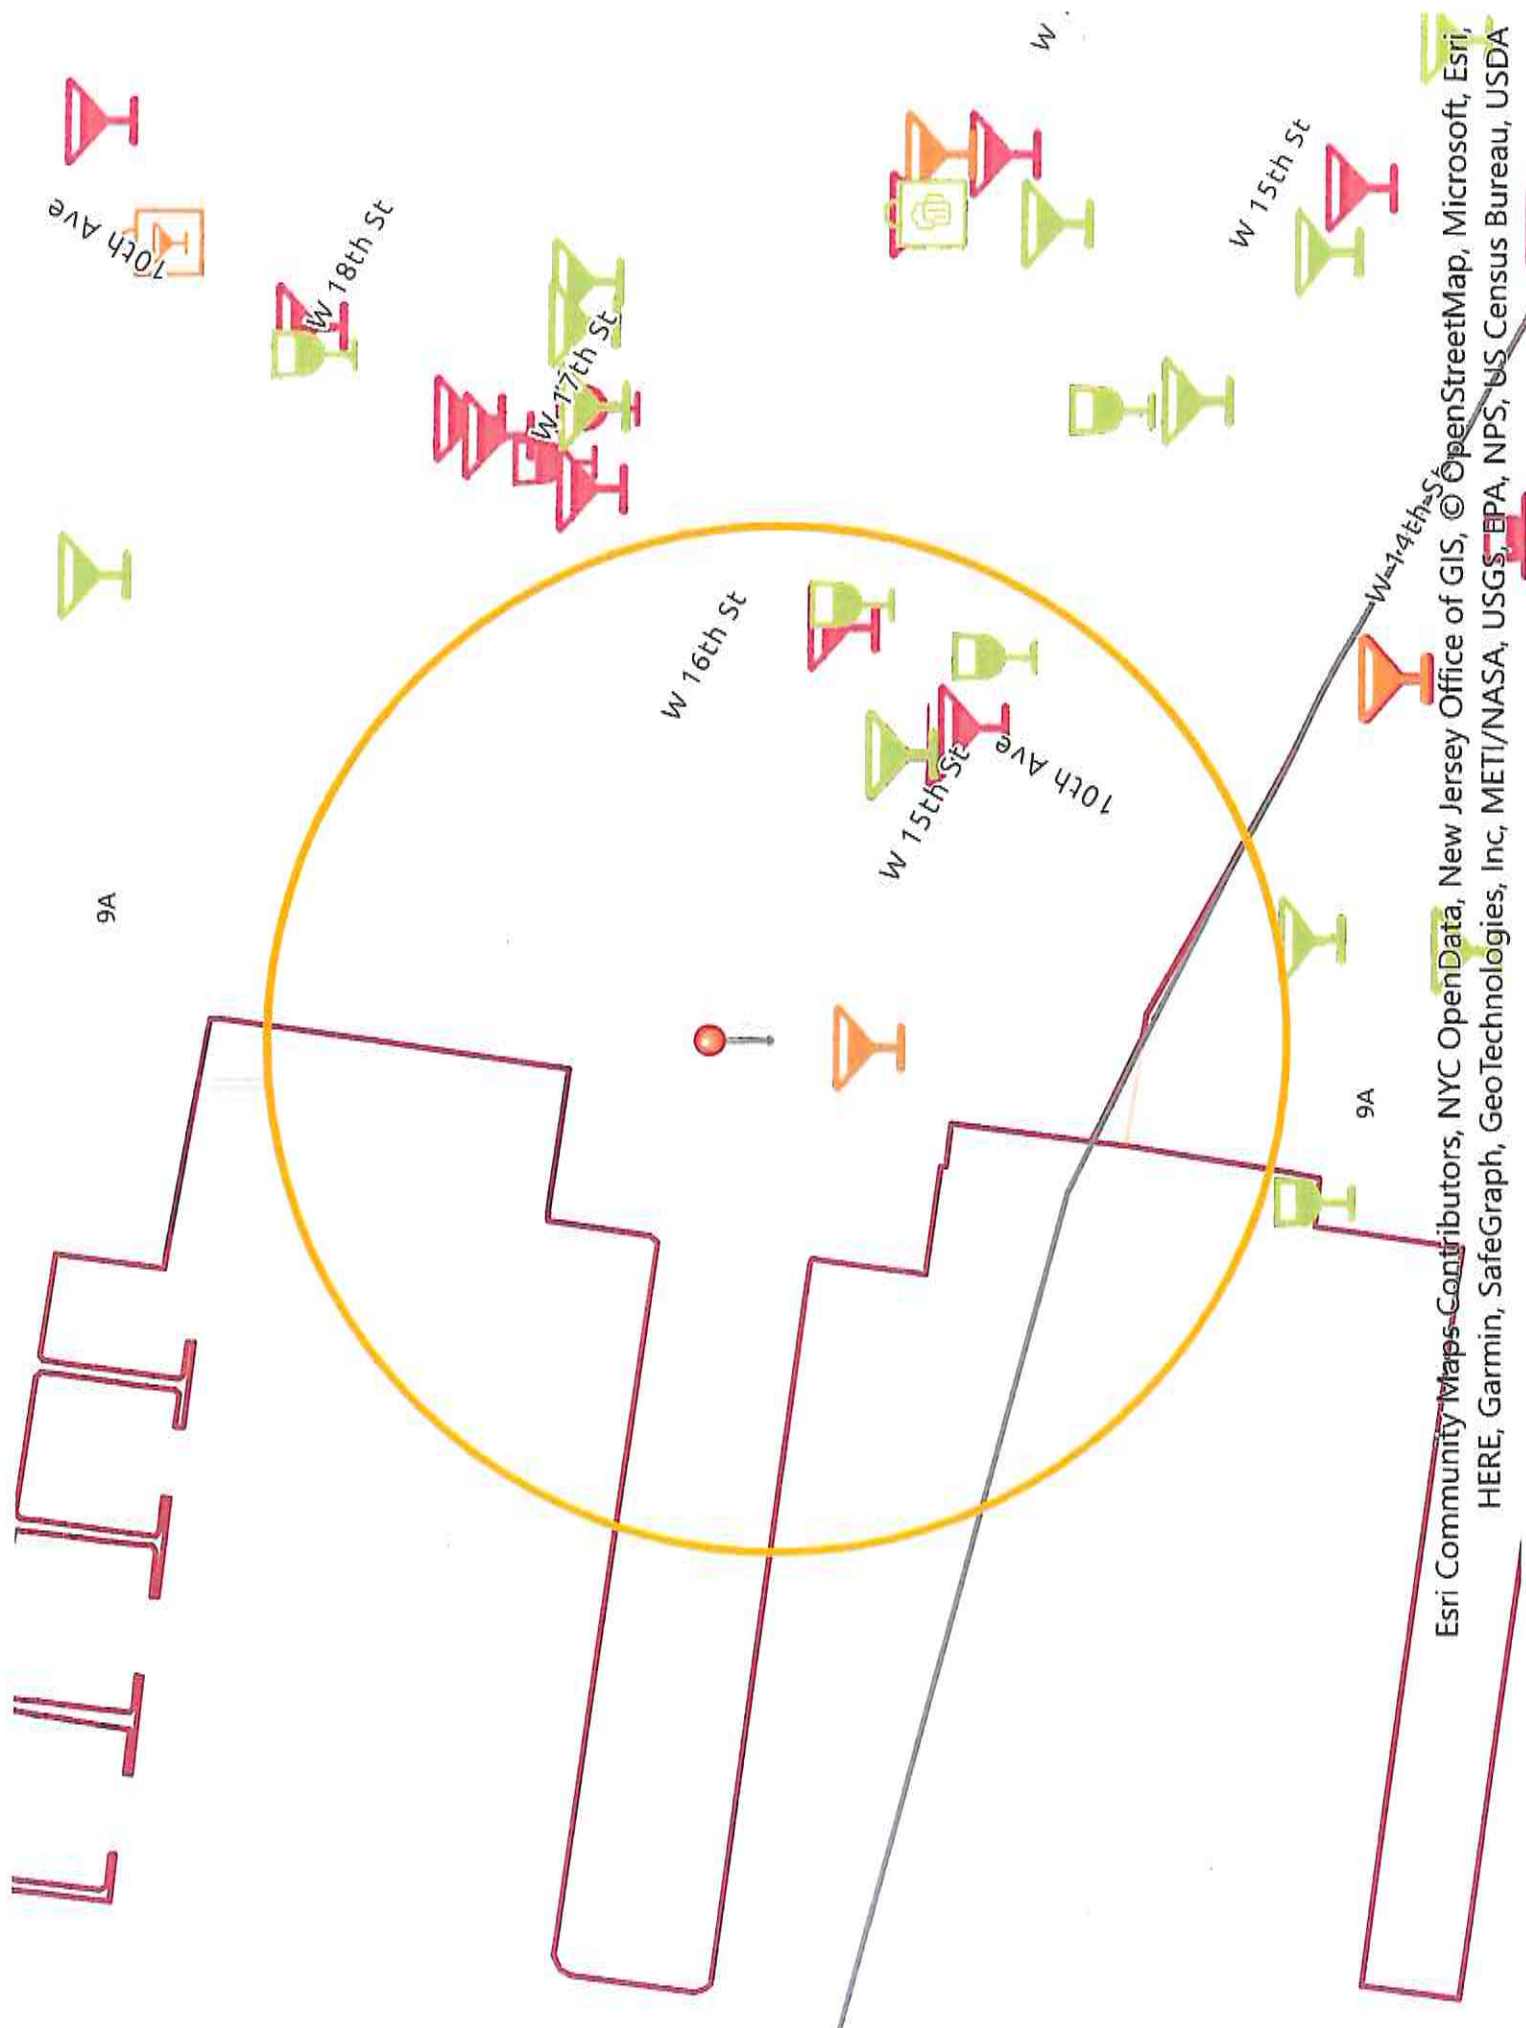 10th Ave
W 18th St
W 17th St
W
W 15th St
W 16th St
W 15th St
10th Ave
W 14th St
9A
9A
Esri Community Maps Contributors, NYC OpenData, New Jersey Office of GIS, © OpenStreetMap, Microsoft, Esri,
HERE, Garmin, SafeGraph, GeoTechnologies, Inc, METI/NASA, USGS, EPA, NPS, US Census Bureau, USDA